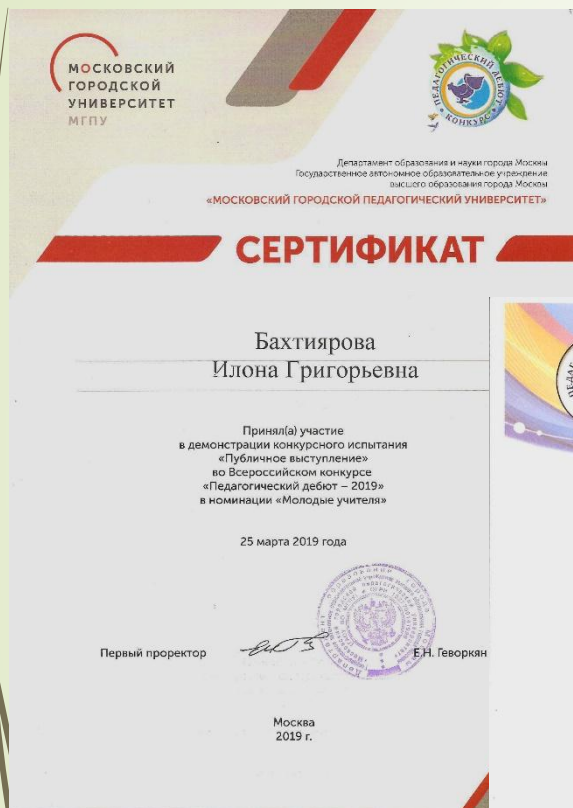 МОСКОВСКИЙ
ГОРОДСКОЙ
УНИВЕРСИТЕТ
МГПУ
ПЕДАГОГИЧЕСКИЙ ДЕБЮТ
КОНКУРС
Департамент образования и науки города Москвы
Государственное автономное образовательное учреждение
высшего образования города Москвы
«МОСКОВСКИЙ ГОРОДСКОЙ ПЕДАГОГИЧЕСКИЙ УНИВЕРСИТЕТ»
СЕРТИФИКАТ
Бахтиярова
Илона Григорьевна
Принял(а) участие
в демонстрации конкурсного испытания
«Публичное выступление»
во Всероссийском конкурсе
«Педагогический дебют – 2019»
в номинации «Молодые учителя»
25 марта 2019 года
Первый проректор
Е.Н. Геворкян
Москва
2019 г.